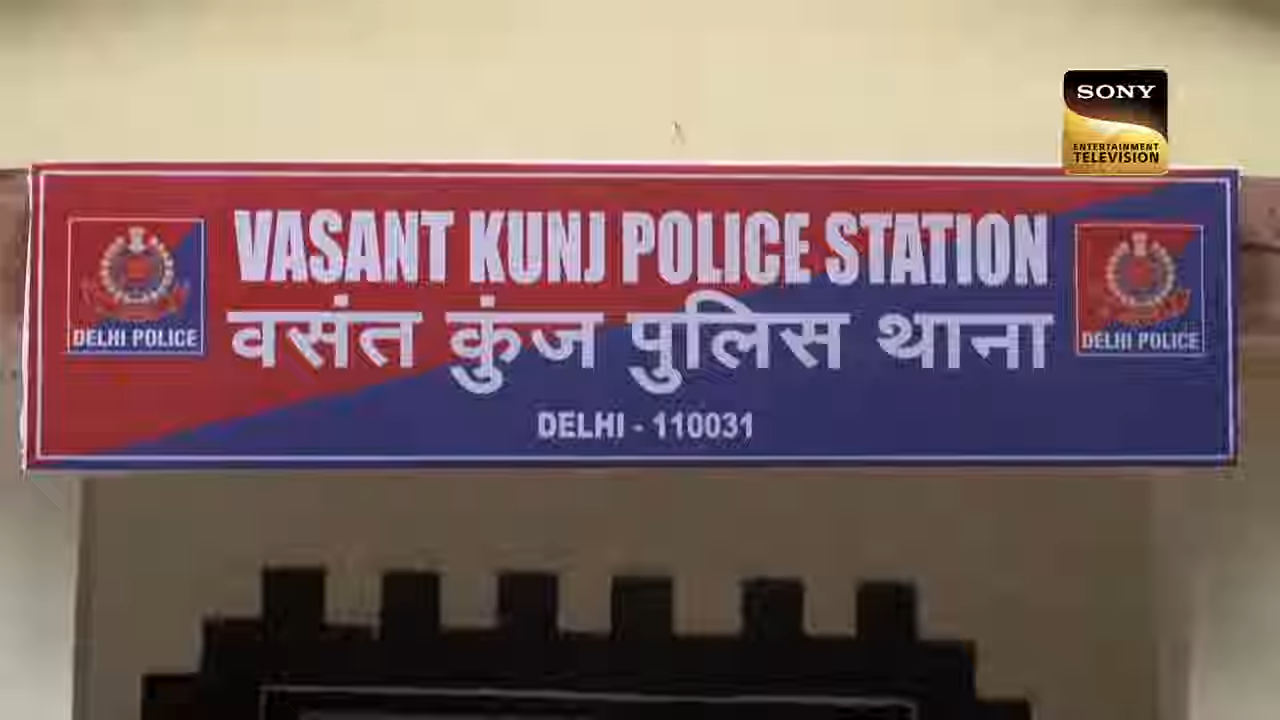 SONY
ENTERTAINMENT
TELEVISION
VASANT KUNJ POLICE STATION
वसंत कुंज पुलिस थाना
DELHI POLICE
DELHI POLICE
DELHI - 110031